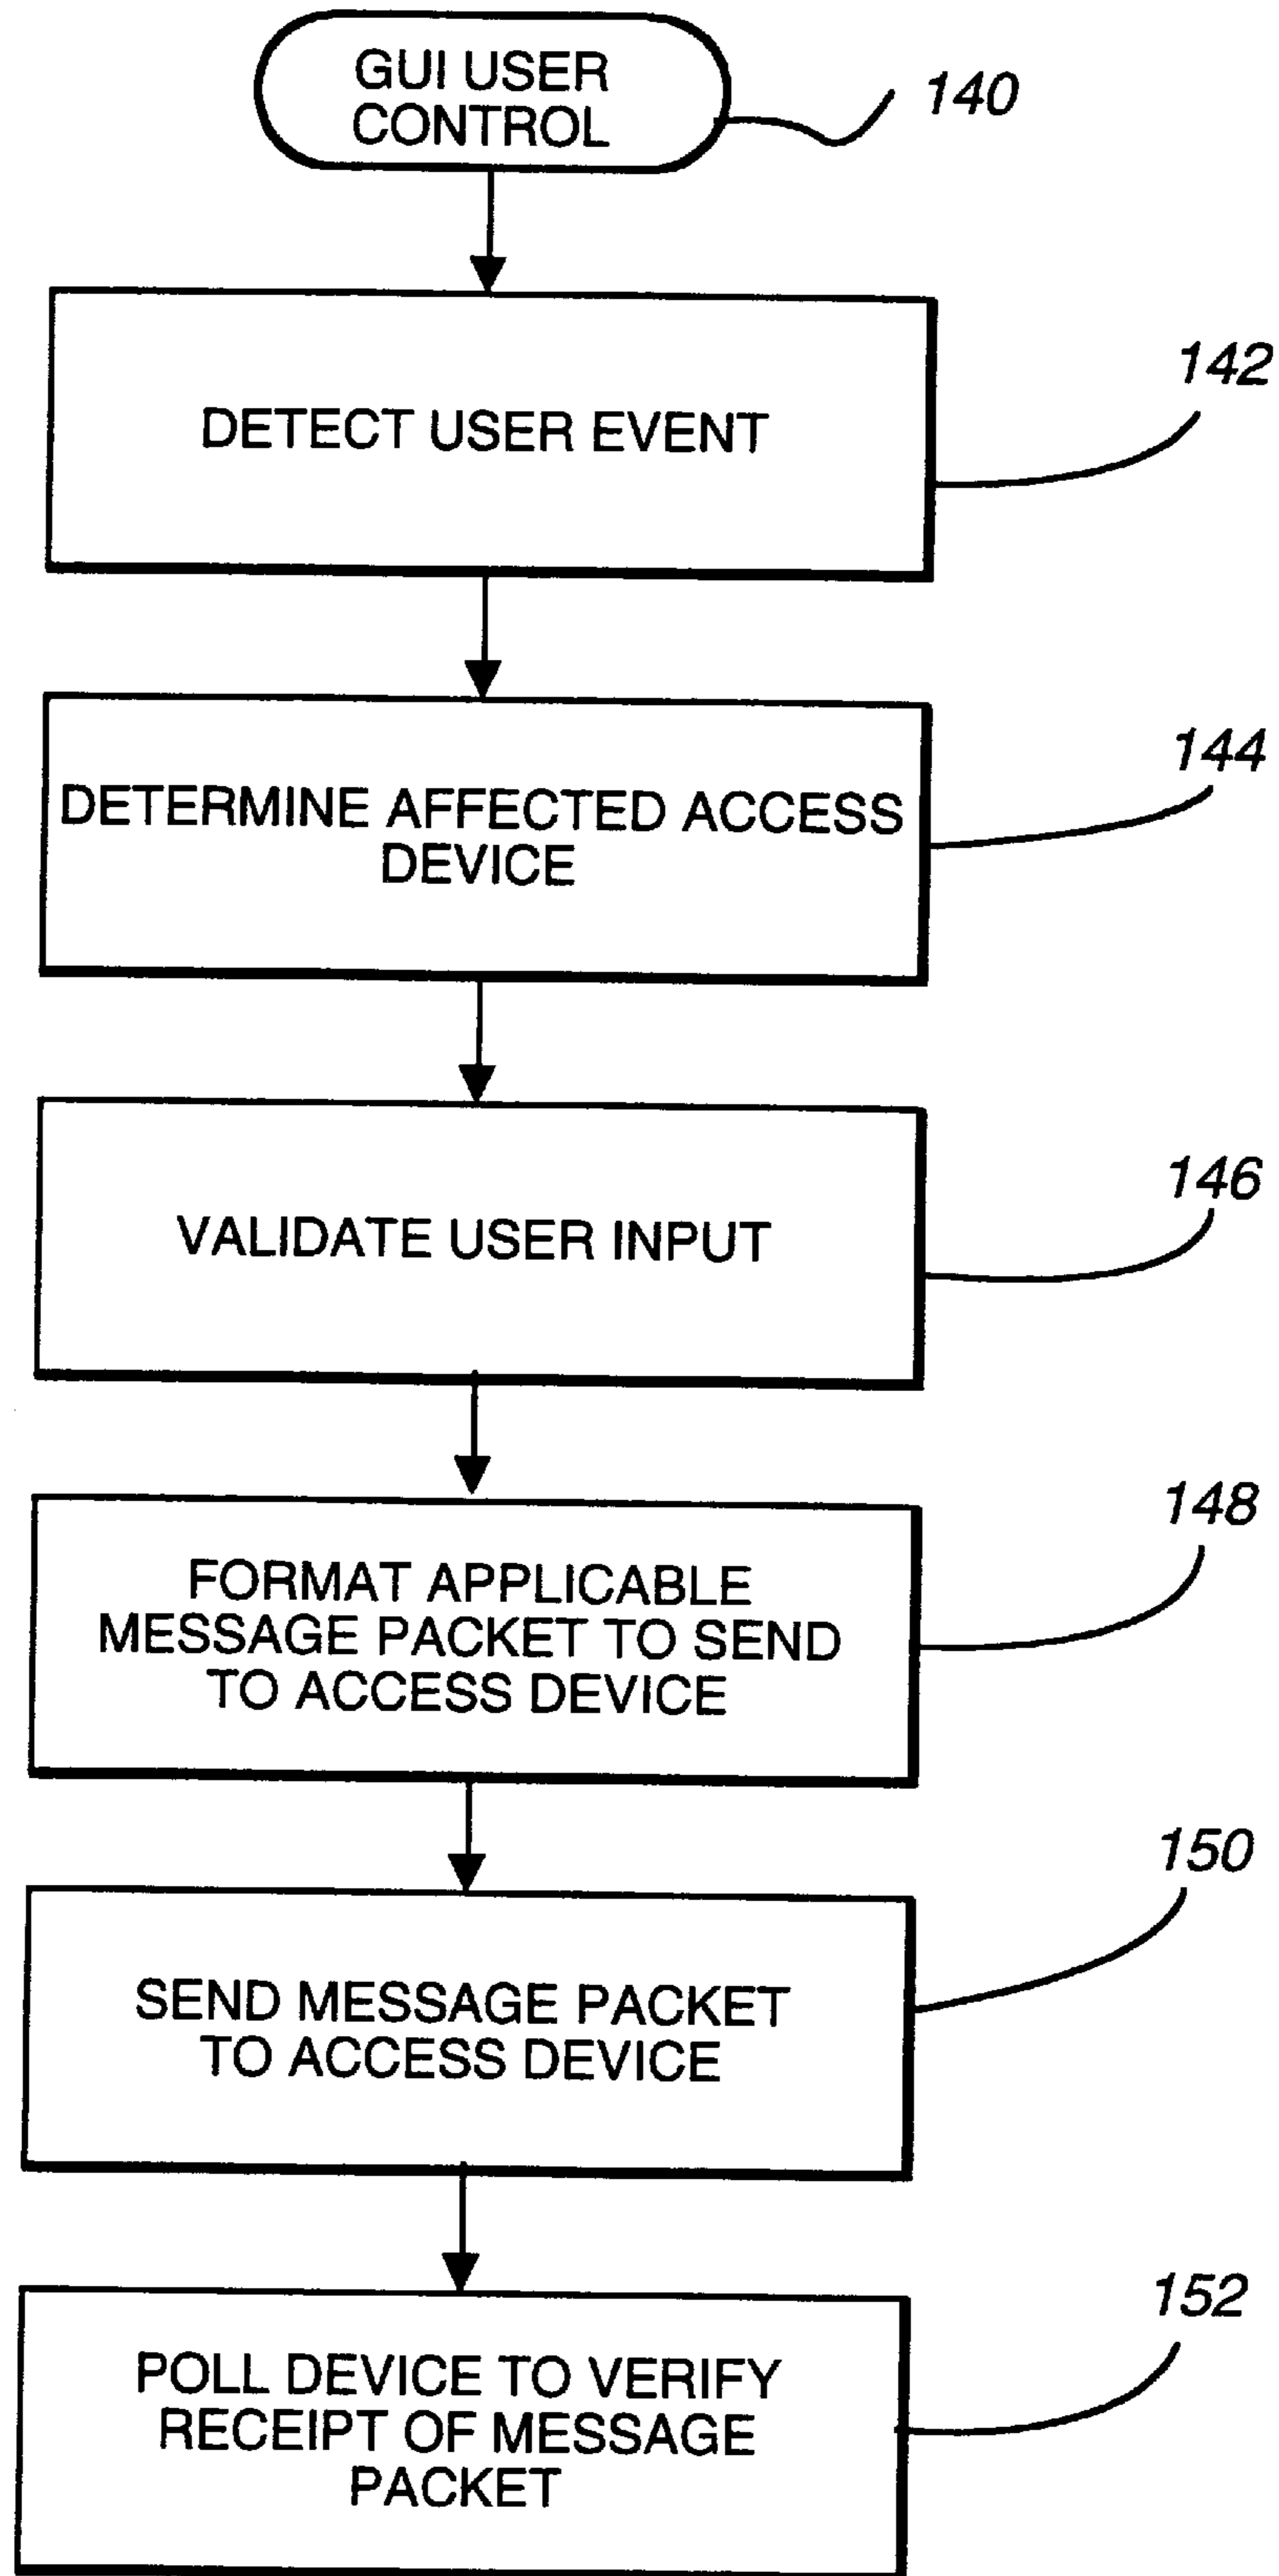 GUI USER
CONTROL
140
DETECT USER EVENT
142
DETERMINE AFFECTED ACCESS
DEVICE
144
VALIDATE USER INPUT
146
FORMAT APPLICABLE
MESSAGE PACKET TO SEND
TO ACCESS DEVICE
148
SEND MESSAGE PACKET
TO ACCESS DEVICE
150
POLL DEVICE TO VERIFY
RECEIPT OF MESSAGE
PACKET
152